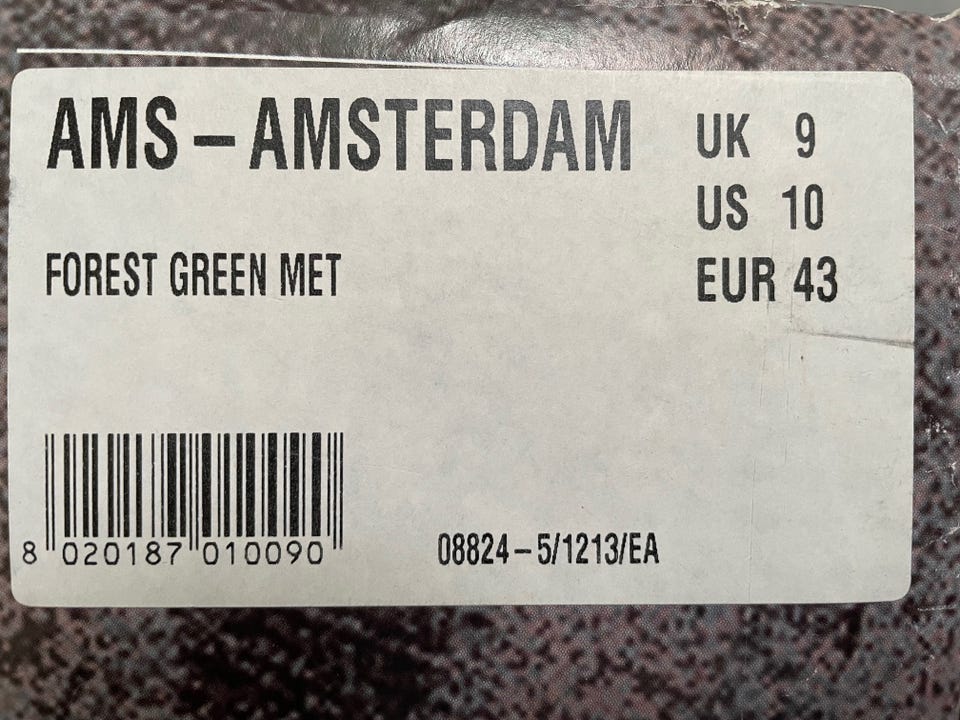 AMS – AMSTERDAM
UK 9
US 10
EUR 43
FOREST GREEN MET
8 020187 010090
08824 – 5/1213/EA